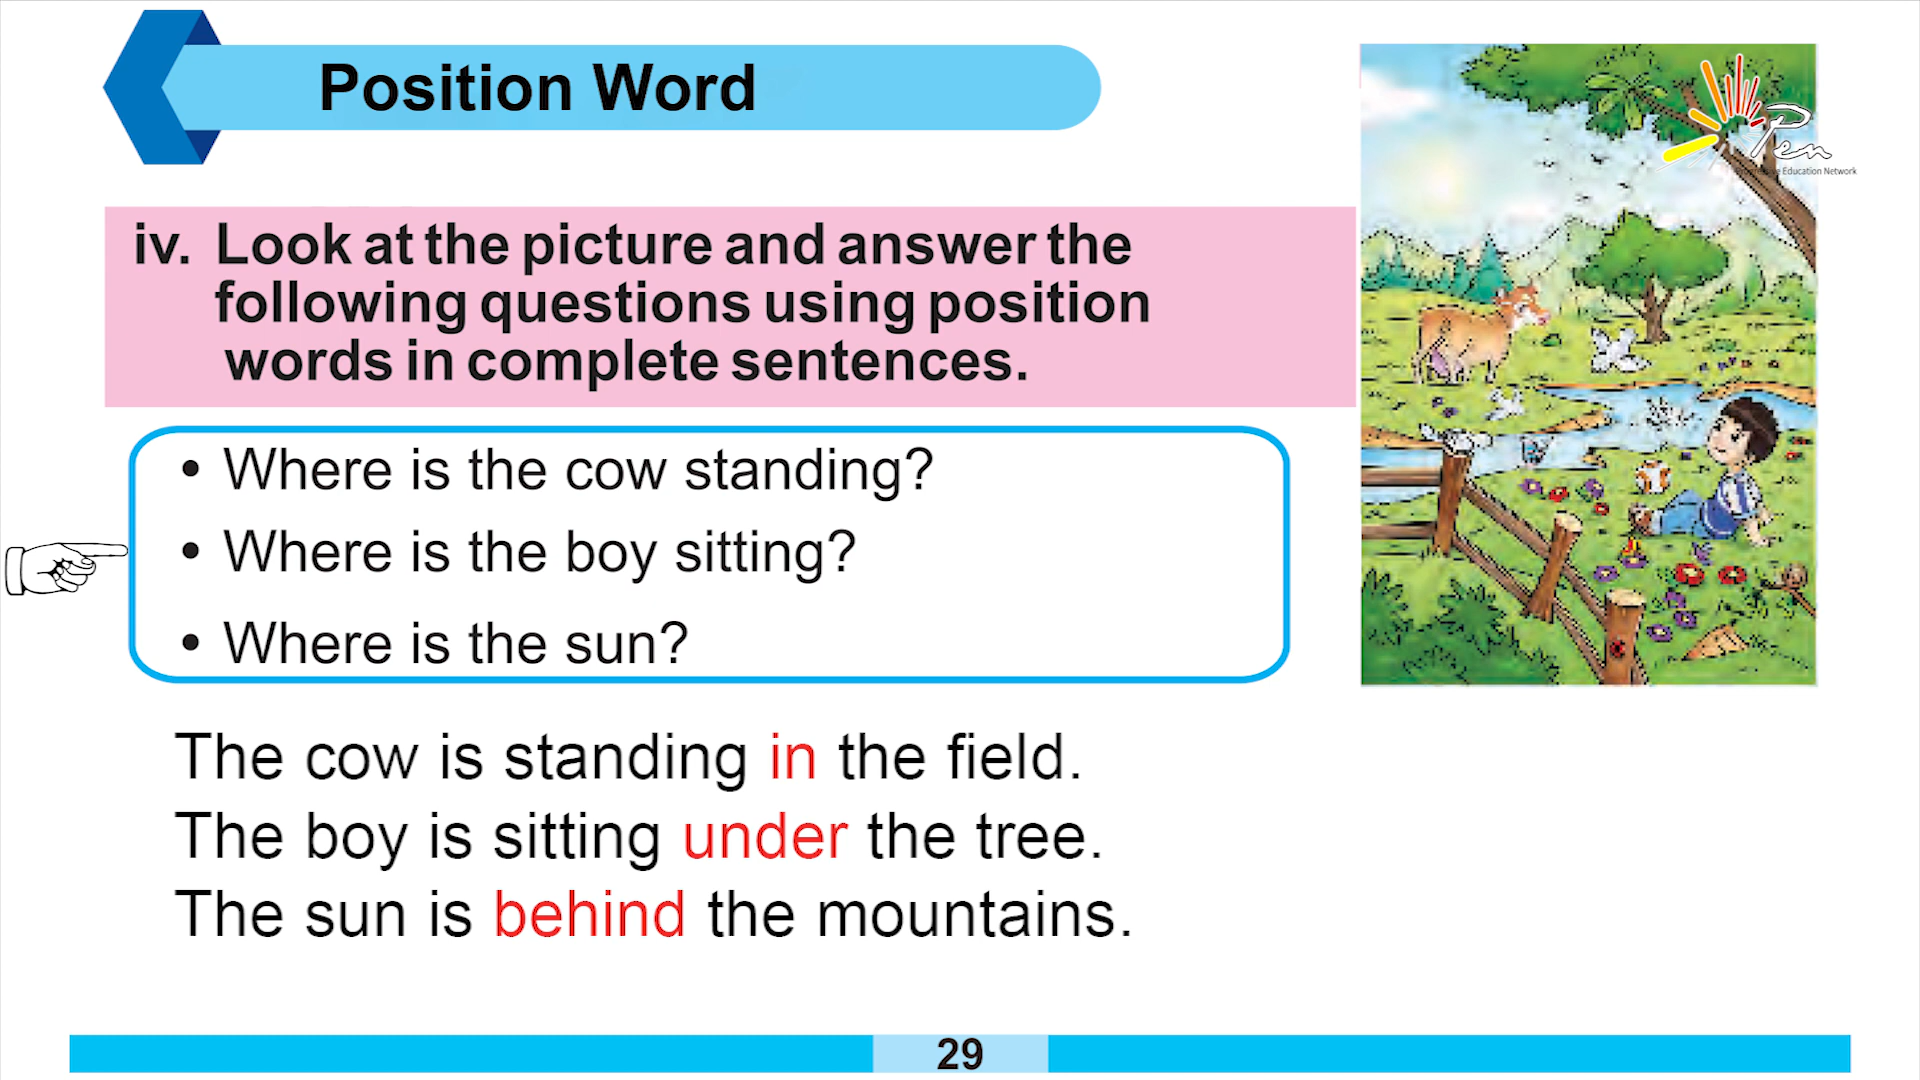 Position Word
Pen
Progressive Education Network
iv. Look at the picture and answer the
following questions using position
words in complete sentences.
• Where is the cow standing?
• Where is the boy sitting?
• Where is the sun?
The cow is standing in the field.
The boy is sitting under the tree.
The sun is behind the mountains.
29